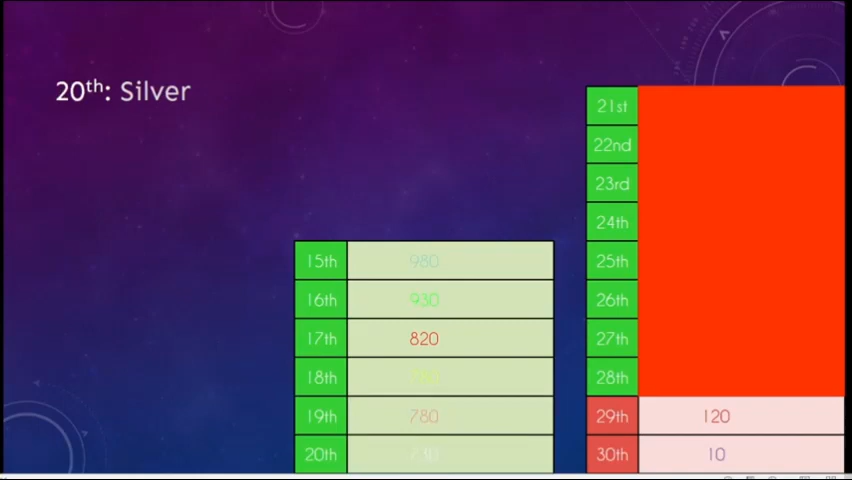 20th: Silver
15th 980
16th 930
17th 820
18th
19th 780
20th
21st
22nd
23rd
24th
25th
26th
27th
28th
29th 120
30th 10